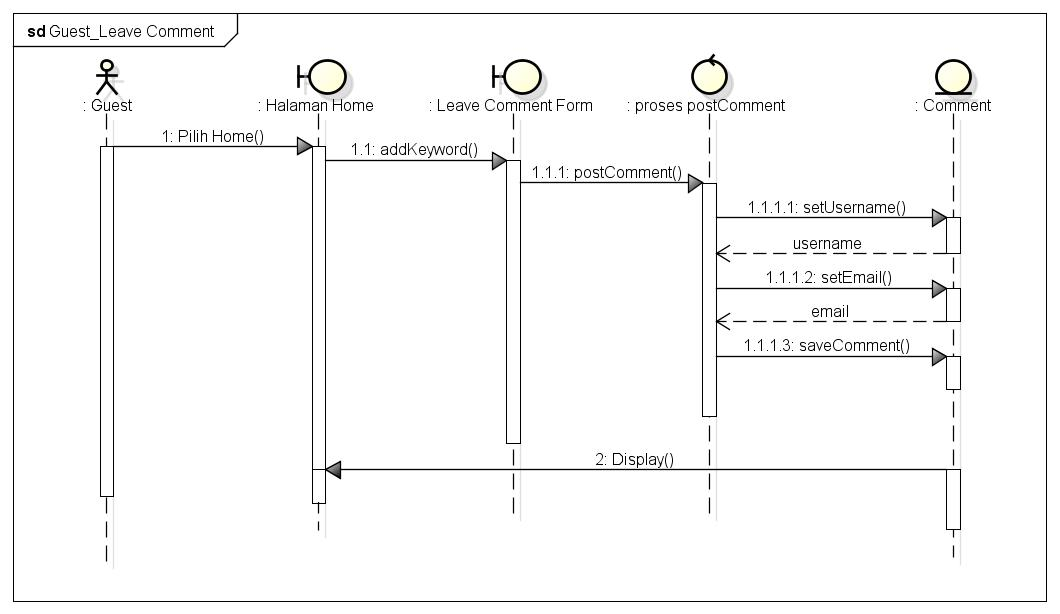 sd Guest_Leave Comment
: Guest
: Halaman Home
: Leave Comment Form
: proses postComment
: Comment
1: Pilih Home()
1.1: addKeyword()
1.1.1: postComment()
1.1.1.1: setUsername()
username
1.1.1.2: setEmail()
email
1.1.1.3: saveComment()
2: Display()